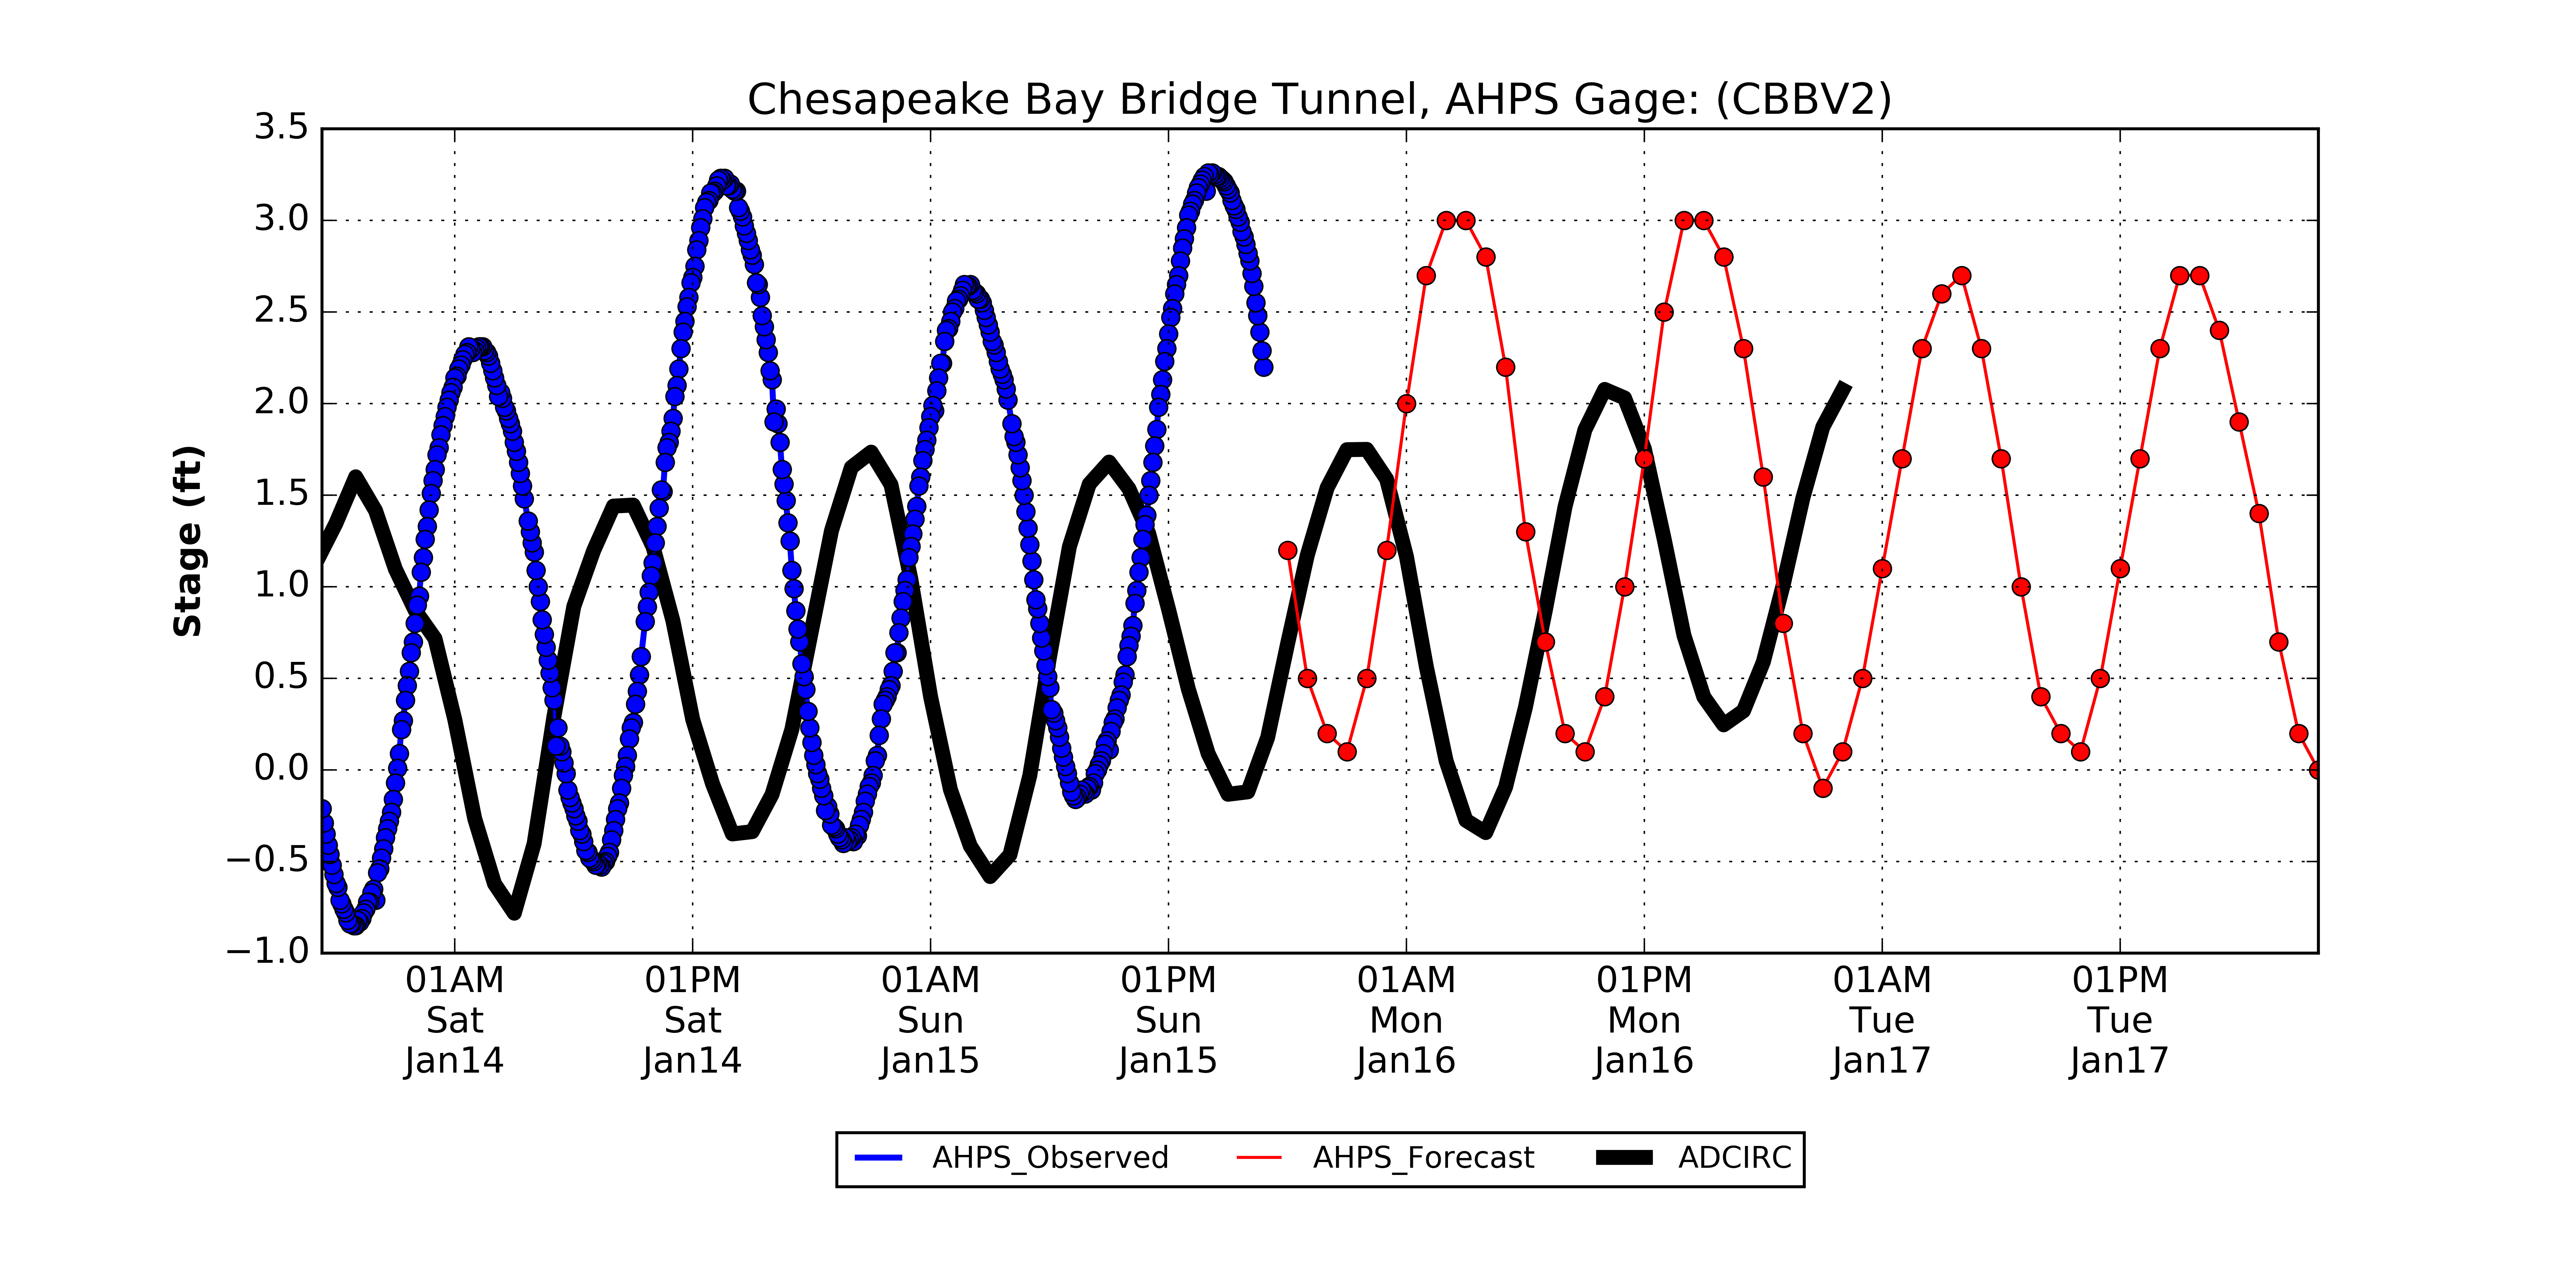 Chesapeake Bay Bridge Tunnel, AHPS Gage: (CBBV2)
3.5
3.0
2.5
2.0
1.5
1.0
0.5
0.0
−0.5
−1.0
Stage (ft)
01AM 01PM 01AM 01PM 01AM 01PM 01AM 01PM
Sat Sat Sun Sun Mon Mon Tue Tue
Jan14 Jan14 Jan15 Jan15 Jan16 Jan16 Jan17 Jan17
AHPS_Observed AHPS_Forecast ADCIRC